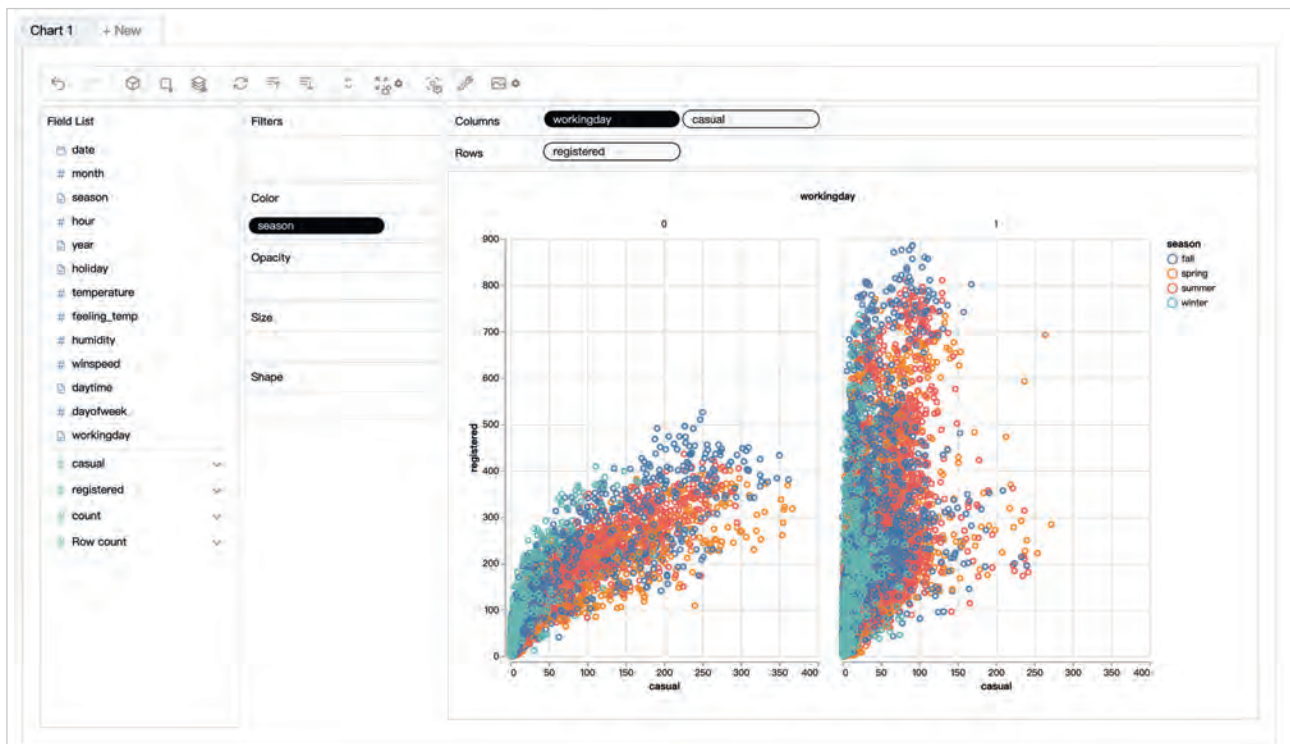 Chart 1 + New
Field List
date
month
season
hour
year
holiday
temperature
feeling_temp
humidity
winspeed
daytime
dayofweek
workingday
casual
registered
count
Row count
Filters
Color
season
Opacity
Size
Shape
Columns workingday casual
Rows registered
workingday
0 1
registered
900
800
700
600
500
400
300
200
100
0
0 50 100 150 200 250 300 350 400
casual
0 50 100 150 200 250 300 350 400
casual
season
fall
spring
summer
winter